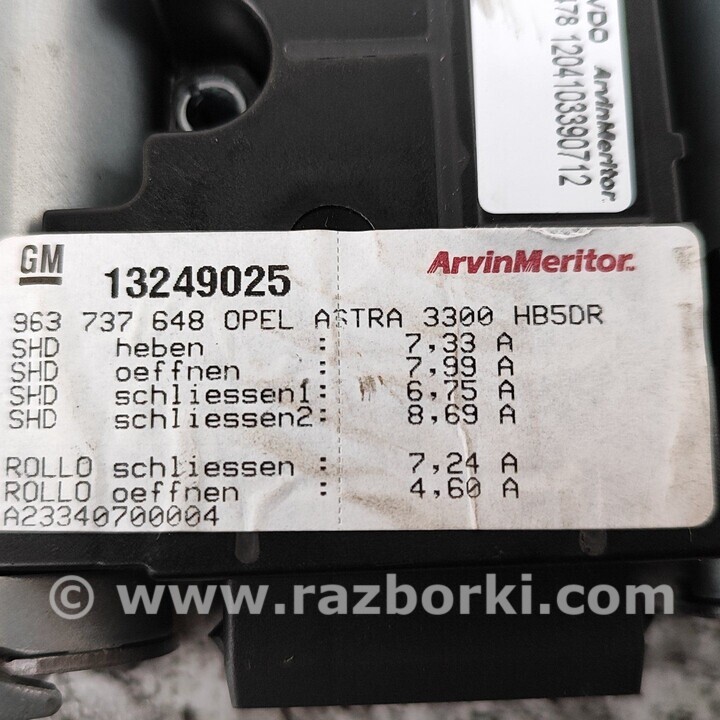 VDO ArvinMeritor
478 1204103390712
GM 13249025 ArvinMeritor
963 737 648 OPEL ASTRA 3300 HB5DR
SHD heben : 7,33 A
SHD oeffnen : 7,99 A
SHD schliessen1: 6,75 A
SHD schliessen2: 8,69 A
ROLLO schliessen : 7,24 A
ROLLO oeffnen : 4,60 A
A23340700004
© www.razborki.com